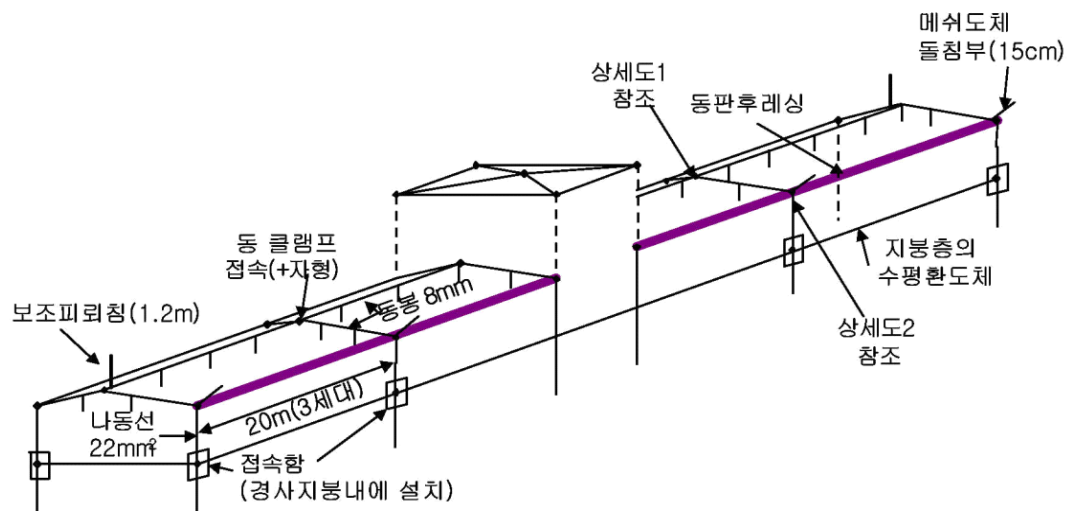 메쉬도체
돌침부(15cm)
상세도1
참조
동판후레싱
동 클램프
접속(+자형)
동봉 8mm
지붕층의
수평환도체
보조피뢰침(1.2m)
상세도2
참조
나동선
22mm²
20m(3세대)
접속함
(경사지붕내에 설치)